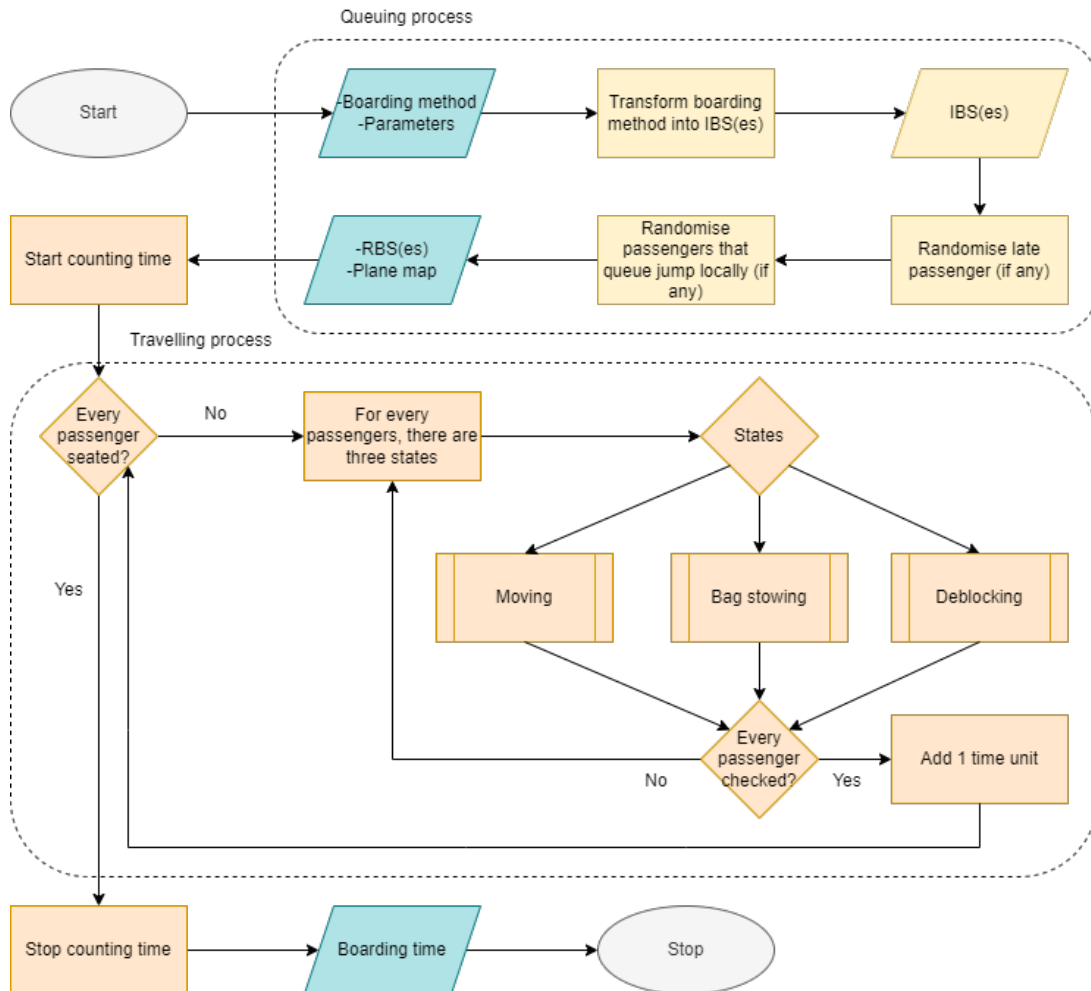 Queuing process
Start
-Boarding method
-Parameters
Transform boarding
method into IBS(es)
IBS(es)
Start counting time
-RBS(es)
-Plane map
Randomise
passengers that
queue jump locally (if
any)
Randomise late
passenger (if any)
Travelling process
Every
passenger
seated?
No
For every
passengers, there are
three states
States
Yes
Moving
Bag stowing
Deblocking
Every
passenger
checked?
No
Yes
Add 1 time unit
Stop counting time
Boarding time
Stop